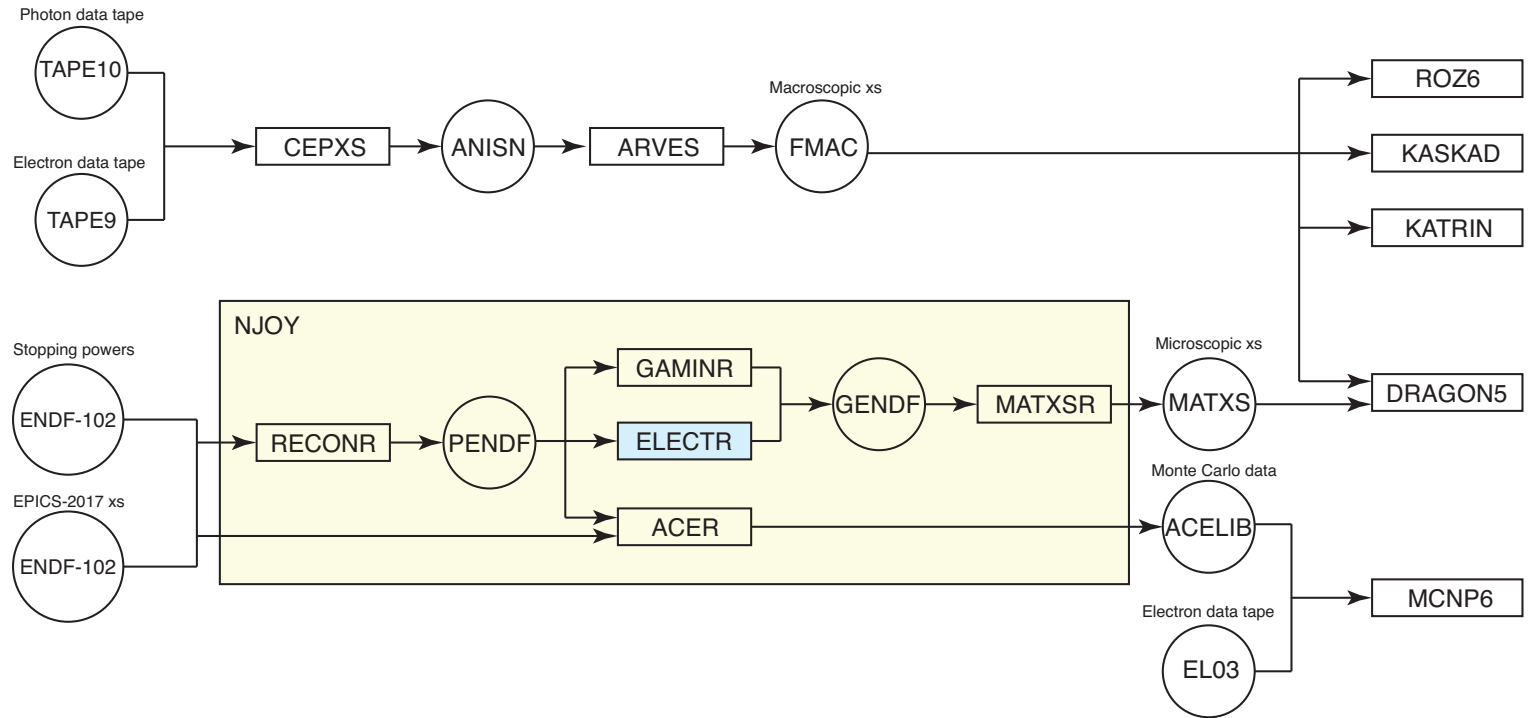 Photon data tape
TAPE10
Electron data tape
TAPE9
CEPXS
ANISN
ARVES
Macroscopic xs
FMAC
ROZ6
KASKAD
KATRIN
DRAGON5
Stopping powers
ENDF-102
EPICS-2017 xs
ENDF-102
NJOY
RECONR
PENDF
GAMINR
ELECTR
ACER
GENDF
MATXSR
Microscopic xs
MATXS
Monte Carlo data
ACELIB
Electron data tape
EL03
MCNP6